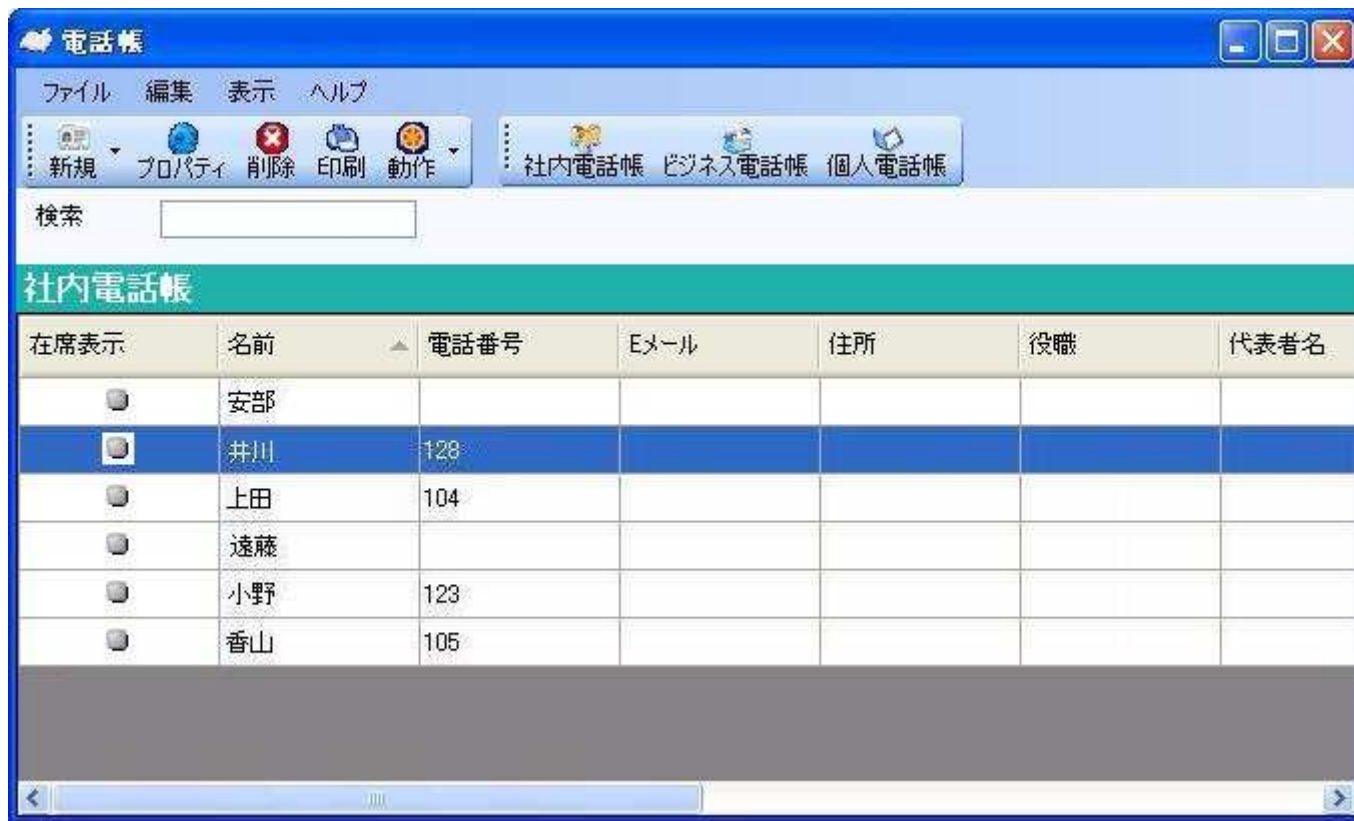 電話帳
ファイル 編集 表示 ヘルプ
新規 プロパティ 削除 印刷 動作 社内電話帳 ビジネス電話帳 個人電話帳
検索
社内電話帳
在席表示 名前 電話番号 Eメール 住所 役職 代表者名
安部
井川 128
上田 104
遠藤
小野 123
香山 105